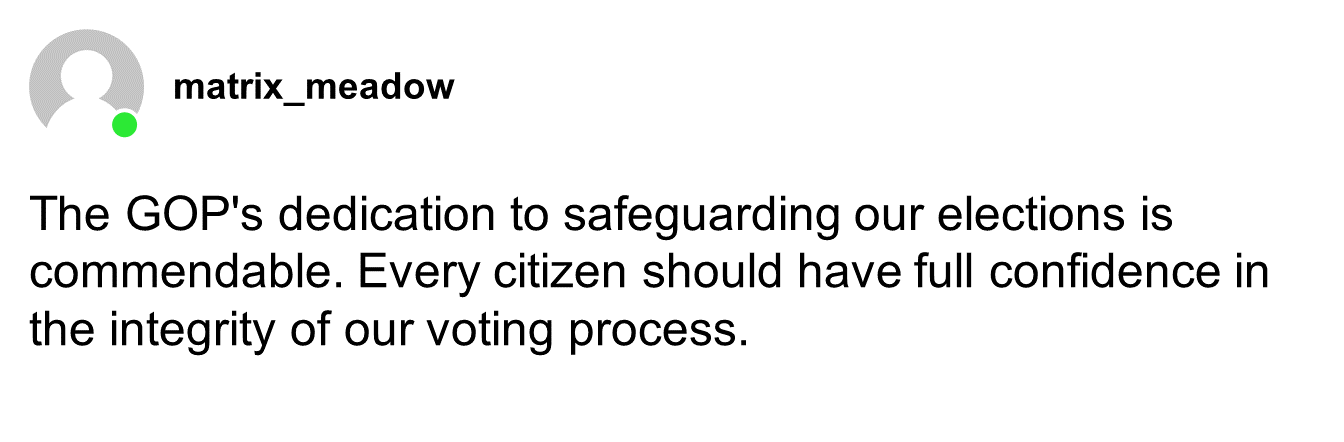 matrix_meadow
The GOP's dedication to safeguarding our elections is
commendable. Every citizen should have full confidence in
the integrity of our voting process.